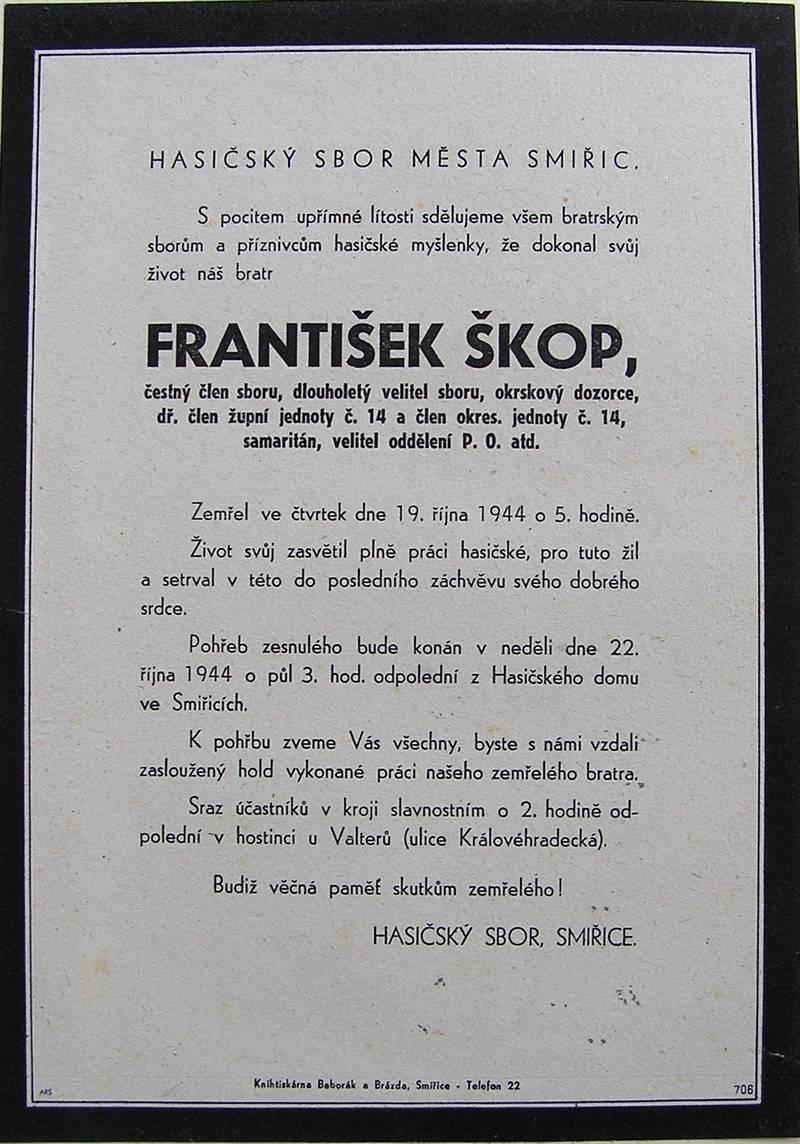 HASIČSKÝ SBOR MĚSTA SMIŘIC.
S pocitem upřímné lítosti sdělujeme všem bratrským
sborům a příznivcům hasičské myšlenky, že dokonal svůj
život náš bratr
FRANTIŠEK ŠKOP,
čestný člen sboru, dlouholetý velitel sboru, okrskový dozorce,
dř. člen župní jednoty č. 14 a člen okres. jednoty č. 14,
samaritán, velitel oddělení P. O. atd.
Zemřel ve čtvrtek dne 19. října 1944 o 5. hodině.
Život svůj zasvětil plně práci hasičské, pro tuto žil
a setrval v této do posledního záchvěvu svého dobrého
srdce.
Pohřeb zesnulého bude konán v neděli dne 22.
října 1944 o půl 3. hod. odpolední z Hasičského domu
ve Smiřicích.
K pohřbu zveme Vás všechny, byste s námi vzdali
zasloužený hold vykonané práci našeho zemřelého bratra.
Sraz účastníků v kroji slavnostním o 2. hodině od-
polední v hostinci u Valterů (ulice Královéhradecká).
Budiž věčná paměť skutkům zemřelého!
HASIČSKÝ SBOR, SMIŘICE.
ARS
Knihtiskárna Baborák a Brázda, Smiřice - Telefon 22
706